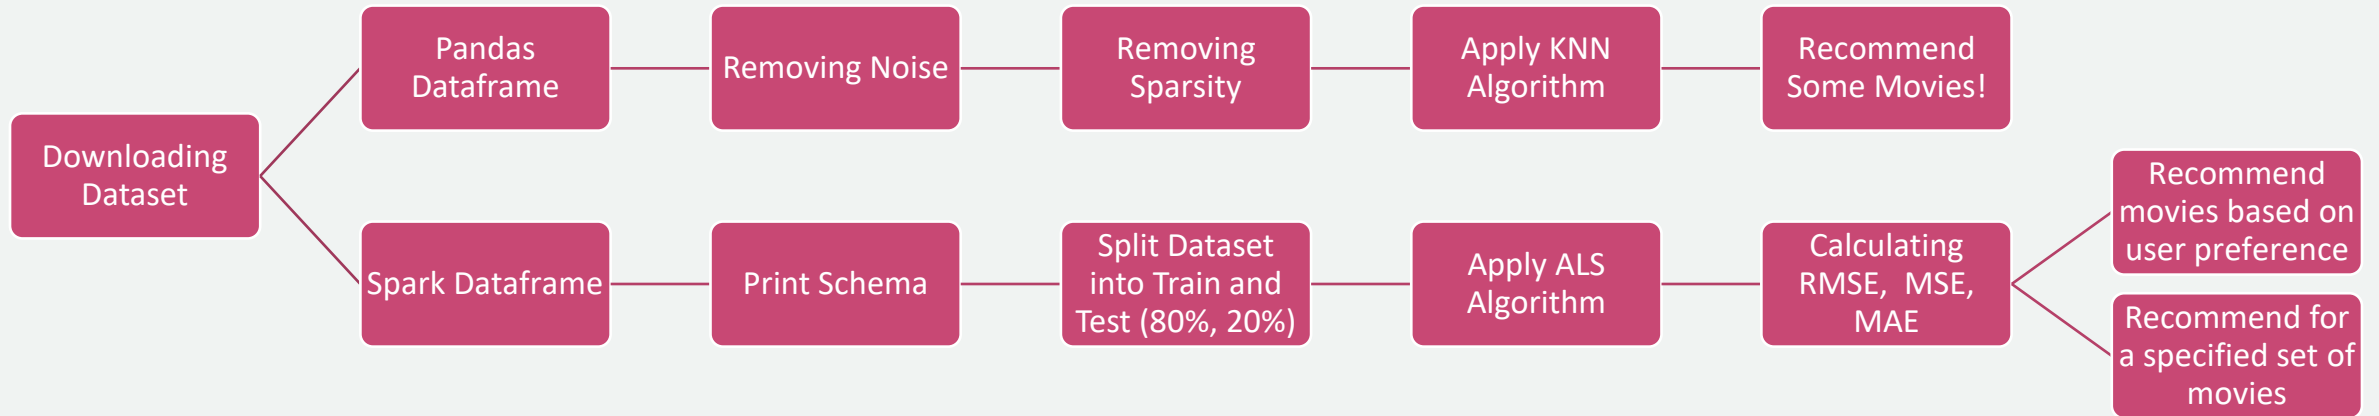 Downloading
Dataset
Pandas
Dataframe
Removing Noise
Removing
Sparsity
Apply KNN
Algorithm
Recommend
Some Movies!
Spark Dataframe
Print Schema
Split Dataset
into Train and
Test (80%, 20%)
Apply ALS
Algorithm
Calculating
RMSE,  MSE,
MAE
Recommend
movies based on
user preference
Recommend for
a specified set of
movies